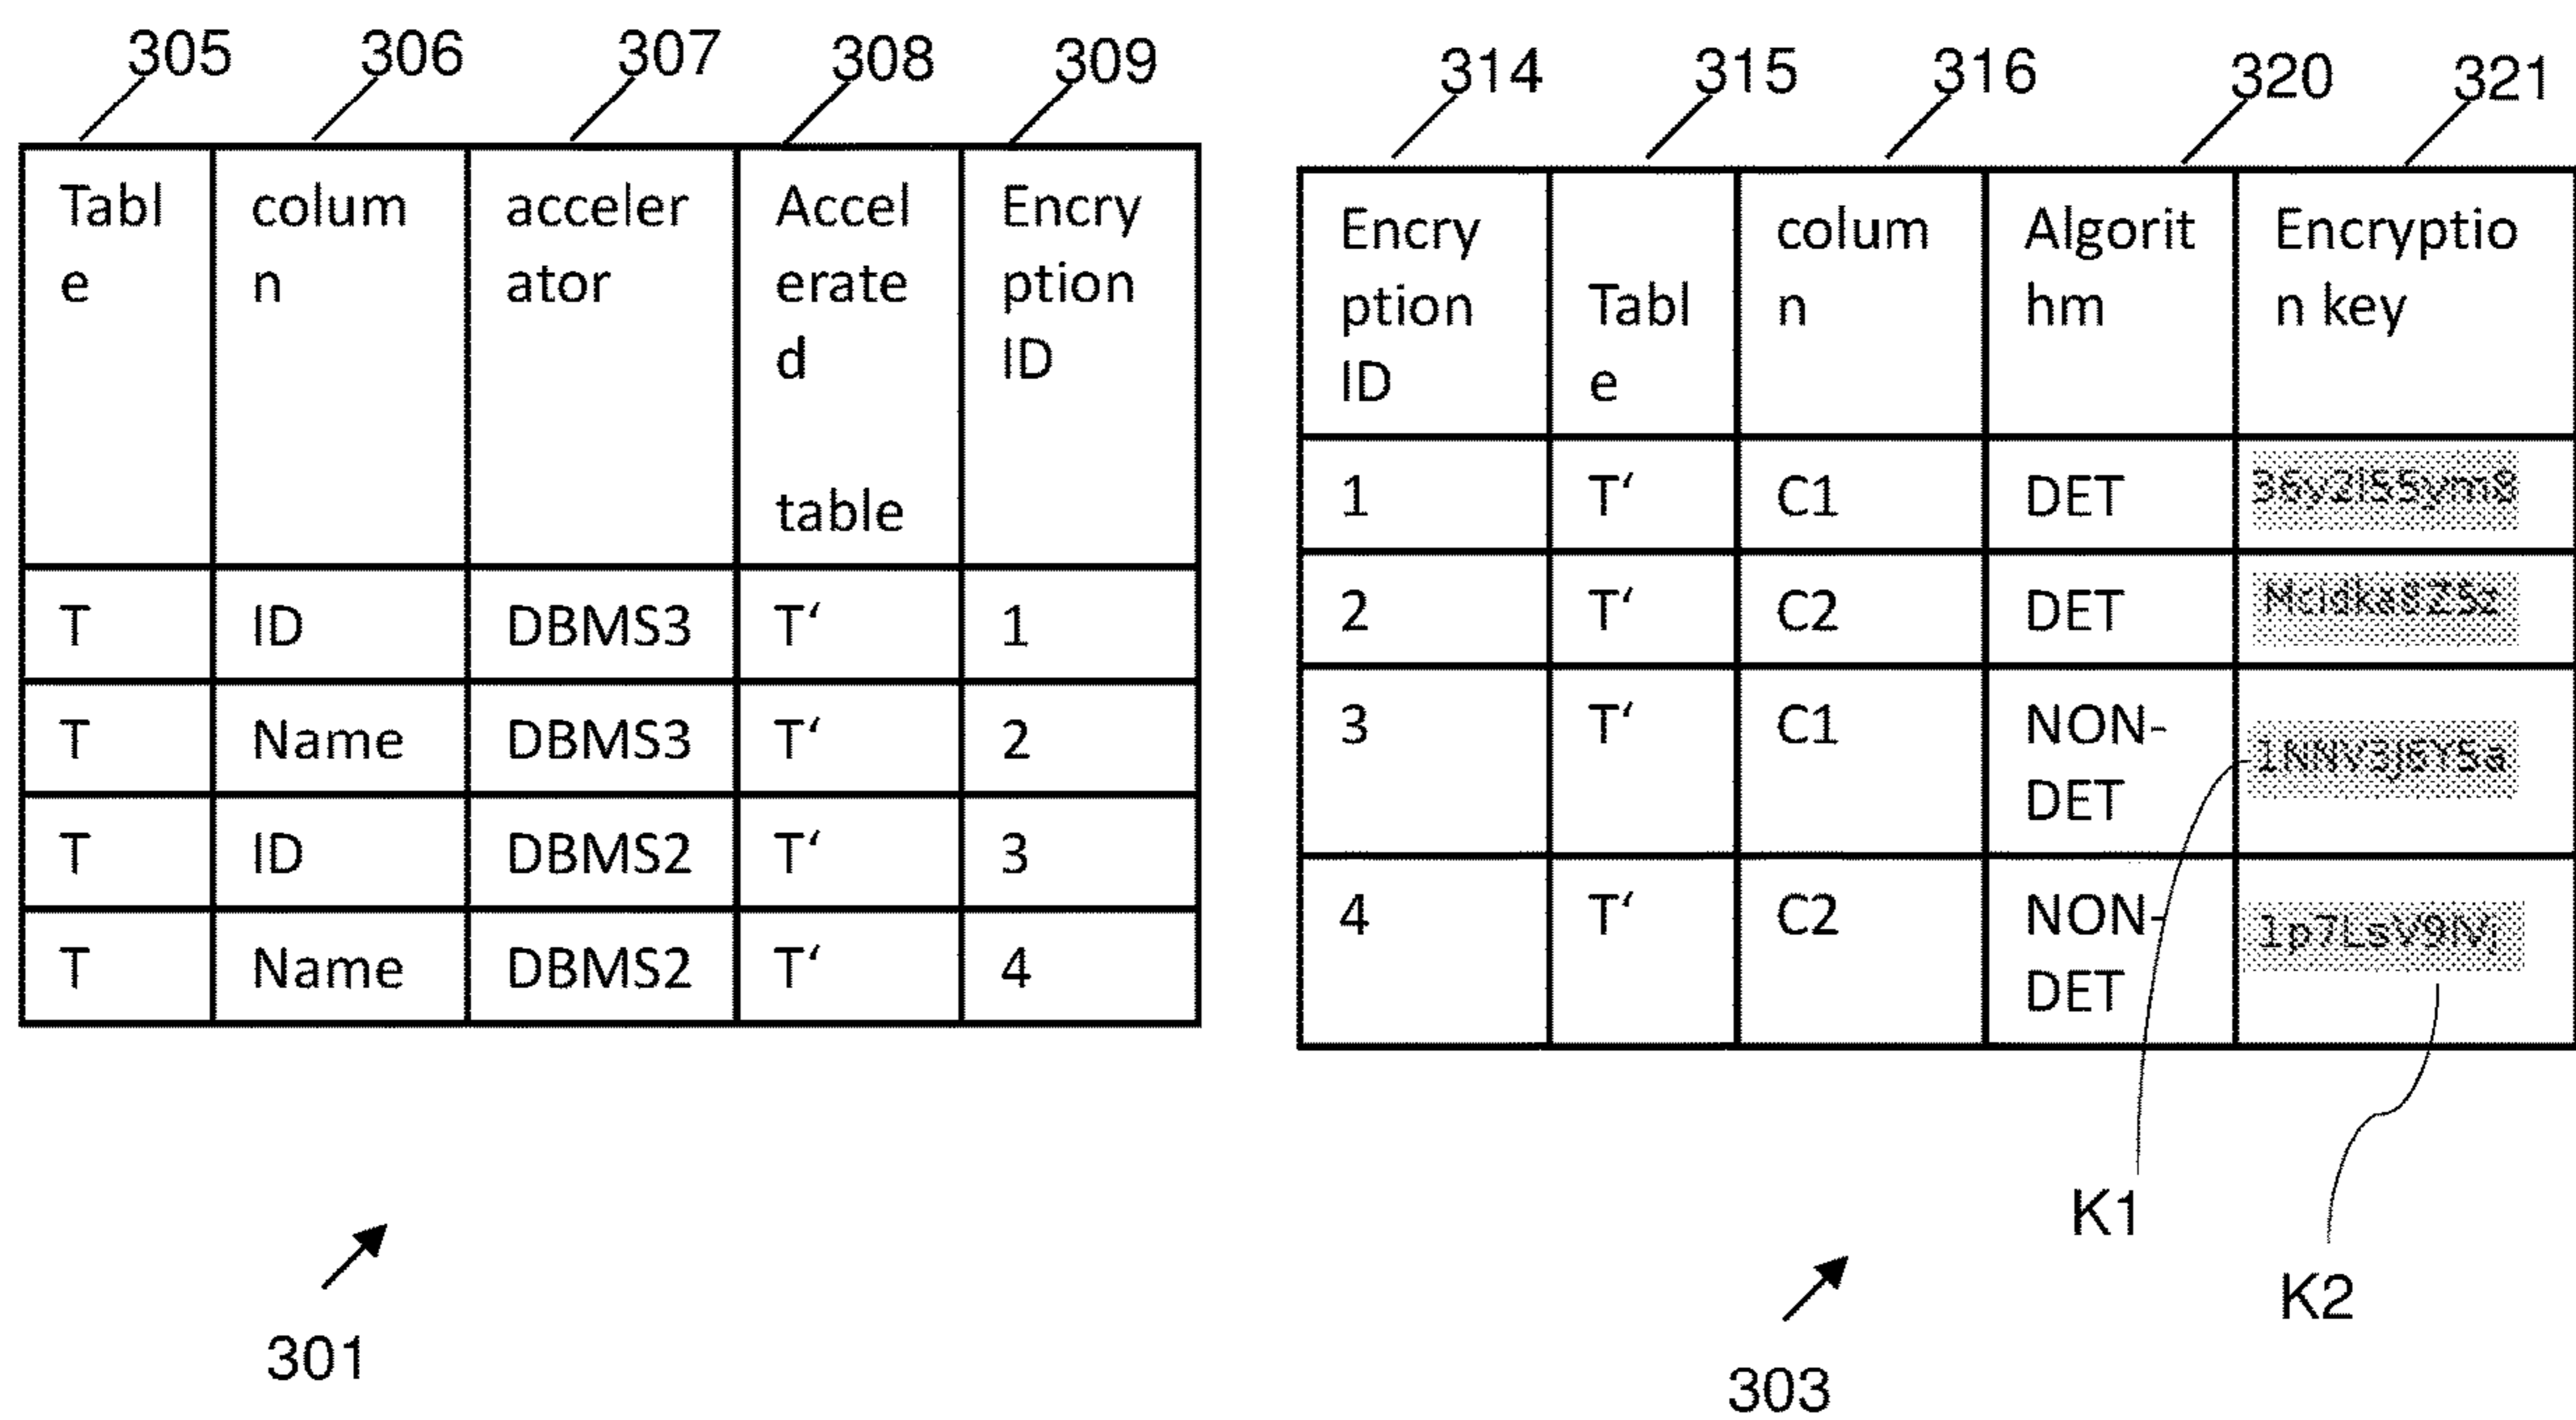 305 306 307 308 309
Tabl colum acceler Accel Encry
e n ator erate ption
d ID
table
T ID DBMS3 T‘ 1
T Name DBMS3 T‘ 2
T ID DBMS2 T‘ 3
T Name DBMS2 T‘ 4
301
314 315 316 320 321
Encry colum Algorit Encryptio
ption Tabl n hm n key
ID e
1 T‘ C1 DET
2 T‘ C2 DET
3 T‘ C1 NON-
DET
4 T‘ C2 NON-
DET
K1
K2
303